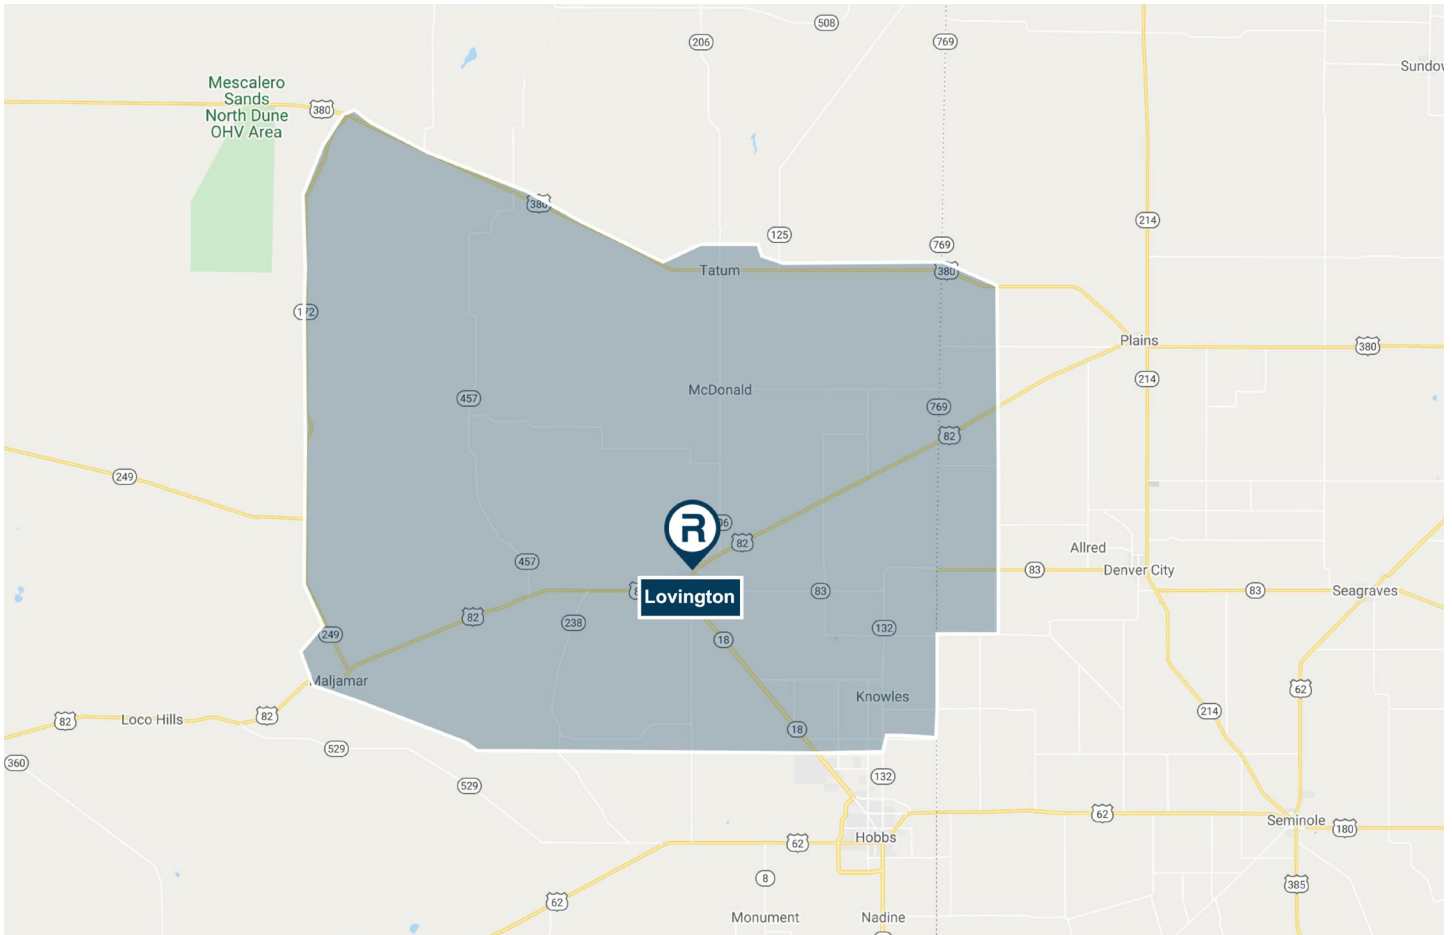 508
206
769
Sundov
Mescalero
Sands
North Dune
OHV Area
380
380
214
125
769
Tatum
380
172
Plains
380
214
McDonald
457
769
82
249
R
82
Allred
457
83
Denver City
82
Lovington
83
83
Seagraves
238
249
132
18
Maljamar
Knowles
62
82
Loco Hills
82
214
18
529
360
132
529
62
Seminole
180
Hobbs
62
8
385
62
Monument
Nadine